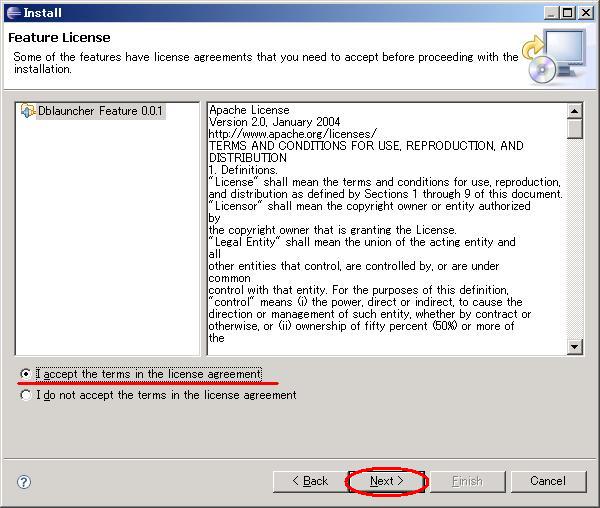 Install
Feature License
Some of the features have license agreements that you need to accept before proceeding with the
installation.
Dblauncher Feature 0.0.1
Apache License
Version 2.0, January 2004
http://www.apache.org/licenses/
TERMS AND CONDITIONS FOR USE, REPRODUCTION, AND
DISTRIBUTION
1. Definitions.
"License" shall mean the terms and conditions for use, reproduction,
and distribution as defined by Sections 1 through 9 of this document.
"Licensor" shall mean the copyright owner or entity authorized
by
the copyright owner that is granting the License.
"Legal Entity" shall mean the union of the acting entity and
all
other entities that control, are controlled by, or are under
common
control with that entity. For the purposes of this definition,
"control" means (i) the power, direct or indirect, to cause the
direction or management of such entity, whether by contract or
otherwise, or (ii) ownership of fifty percent (50%) or more of
the
I accept the terms in the license agreement
I do not accept the terms in the license agreement
< Back
Next >
Finish
Cancel